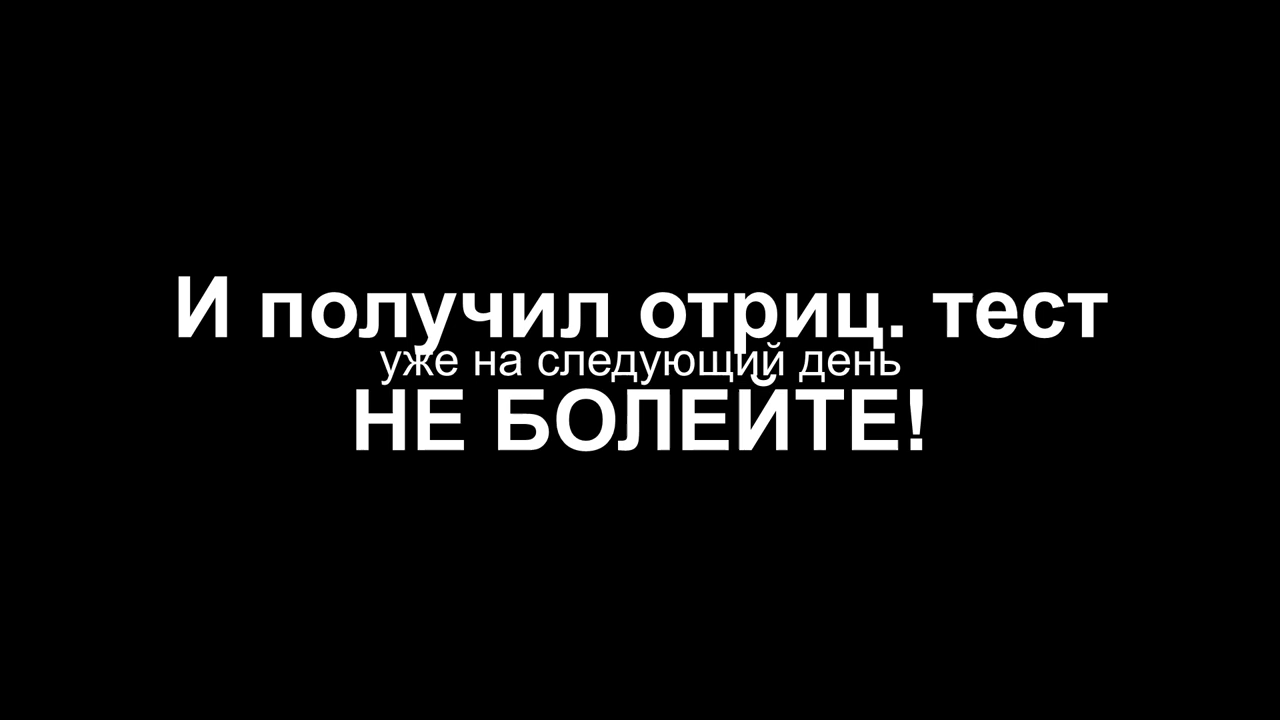 И получил отриц. тест
уже на следующий день
НЕ БОЛЕЙТЕ!